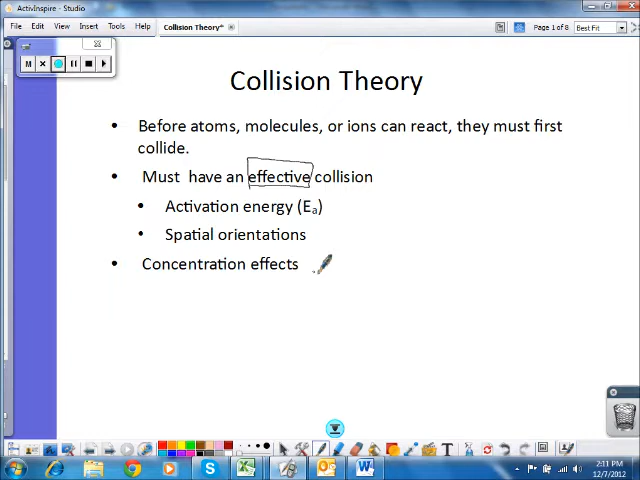 ActivInspire - Studio
File Edit View Insert Tools Help
Collision Theory*
Page 1 of 8
Best Fit
M
Collision Theory
• Before atoms, molecules, or ions can react, they must first
collide.
• Must have an effective collision
• Activation energy (Eₐ)
• Spatial orientations
• Concentration effects
T
2:11 PM
12/7/2012